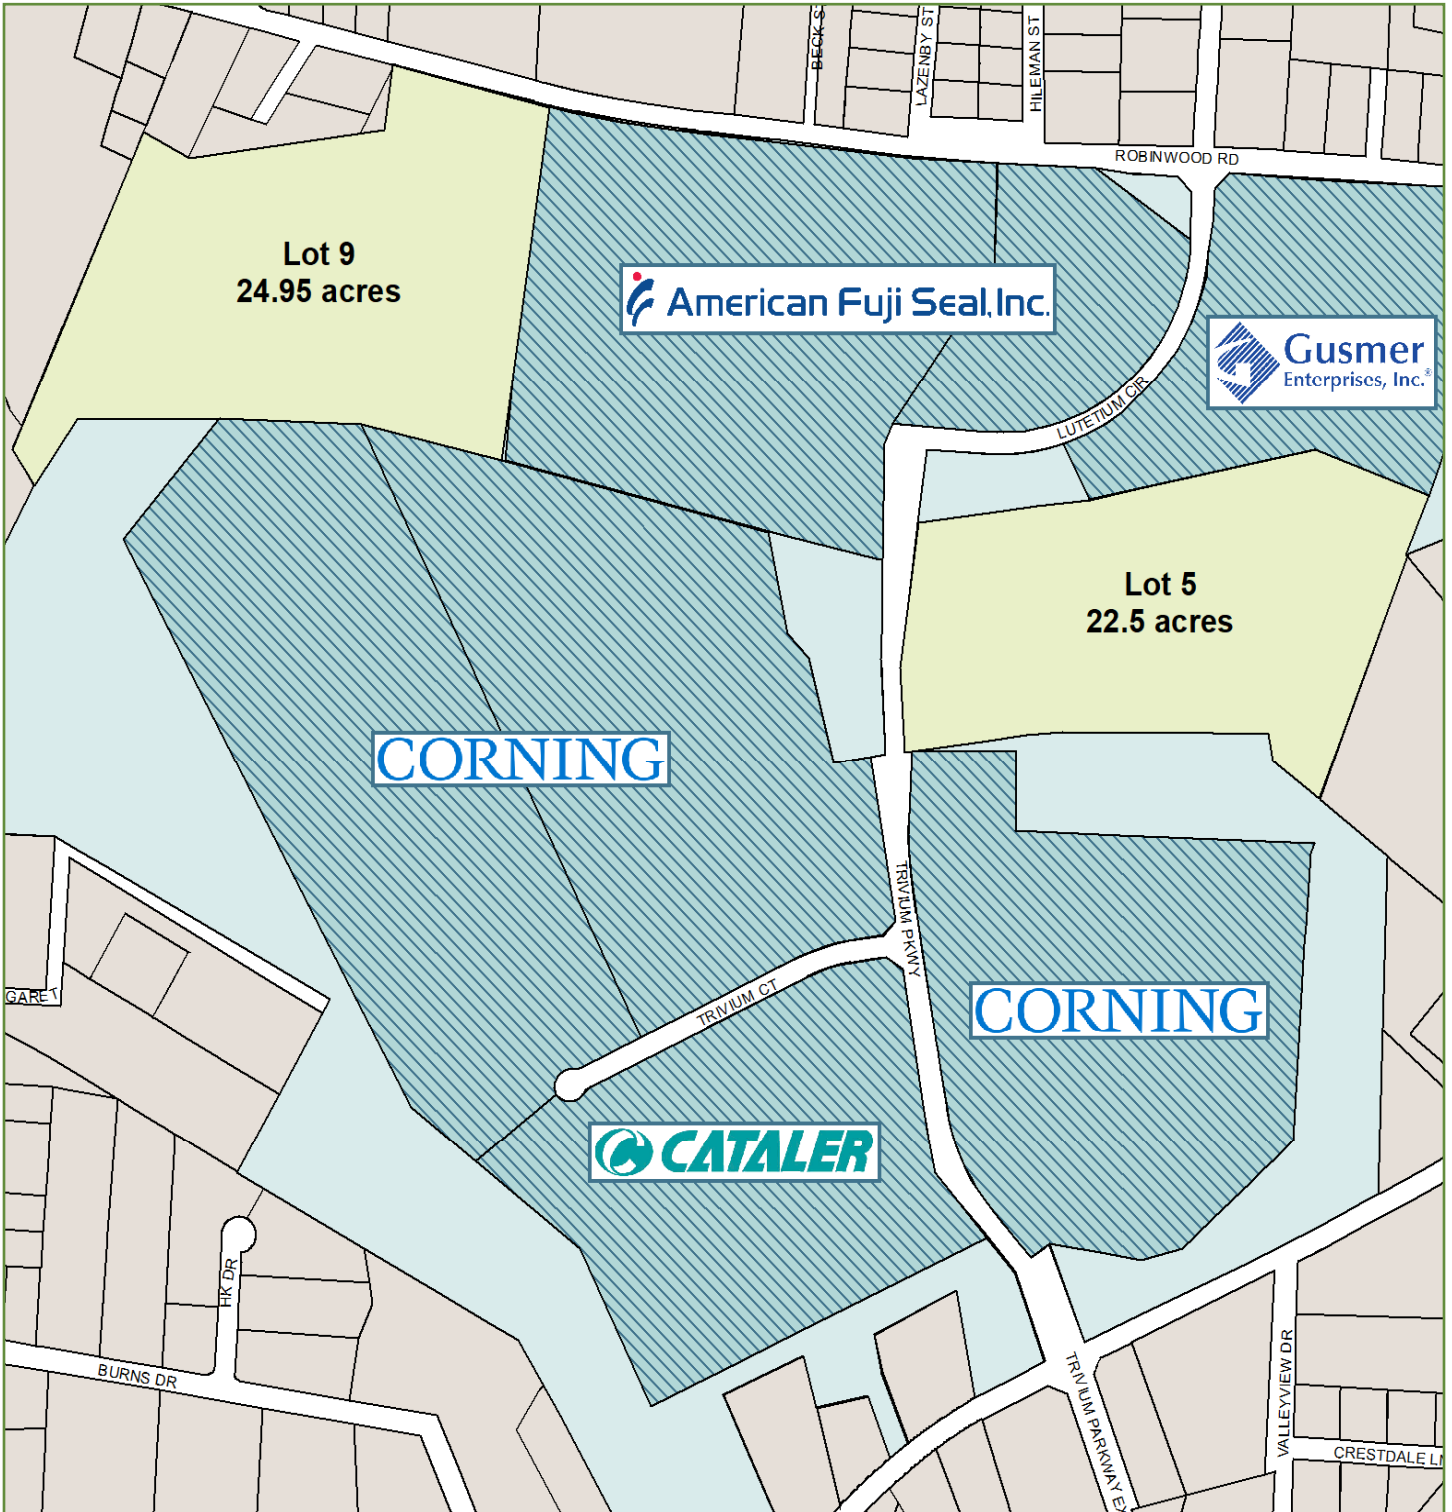 BECK S
LAZENBY ST
HILEMAN ST
ROBINWOOD RD
Lot 9
24.95 acres
American Fuji Seal, Inc.
Gusmer
Enterprises, Inc.®
LUTETIUM CIR
Lot 5
22.5 acres
CORNING
TRIVIUM PKWY
GARET
TRIVIUM CT
CORNING
CATALER
HK DR
BURNS DR
TRIVIUM PARKWAY EX
VALLEYVIEW DR
CRESTDALE LN